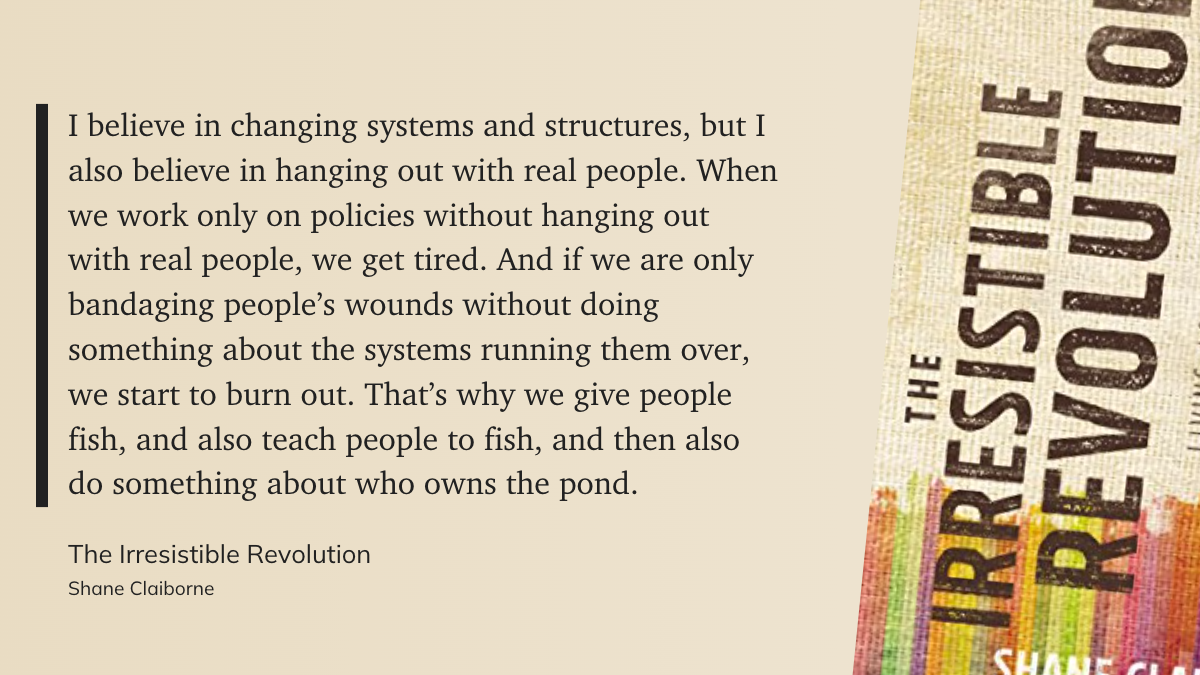 I believe in changing systems and structures, but I
also believe in hanging out with real people. When
we work only on policies without hanging out
with real people, we get tired. And if we are only
bandaging people’s wounds without doing
something about the systems running them over,
we start to burn out. That’s why we give people
fish, and also teach people to fish, and then also
do something about who owns the pond.
The Irresistible Revolution
Shane Claiborne
THE
IRRESISTIBLE
REVOLUTION
SHANE